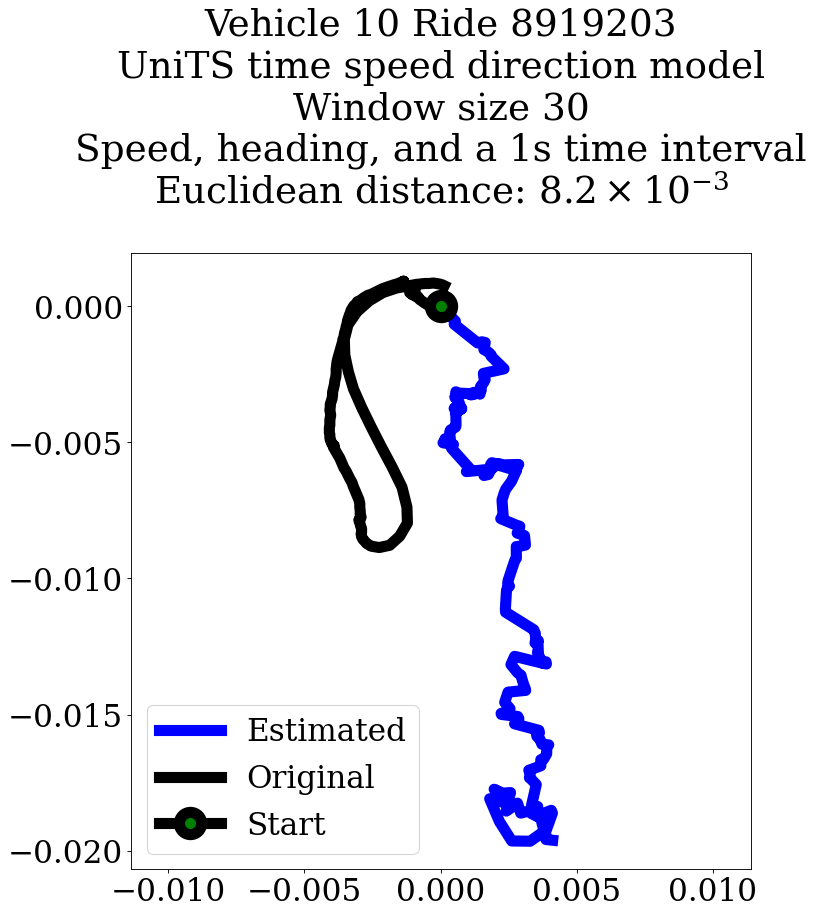 Vehicle 10 Ride 8919203
UniTS time speed direction model
Window size 30
Speed, heading, and a 1s time interval
Euclidean distance: 8.2 × 10⁻³
0.000
−0.005
−0.010
−0.015
−0.020
Estimated
Original
Start
−0.010 −0.005 0.000 0.005 0.010